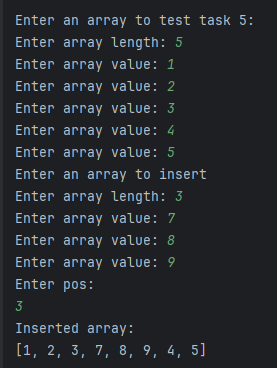 Enter an array to test task 5:
Enter array length: 5
Enter array value: 1
Enter array value: 2
Enter array value: 3
Enter array value: 4
Enter array value: 5
Enter an array to insert
Enter array length: 3
Enter array value: 7
Enter array value: 8
Enter array value: 9
Enter pos:
3
Inserted array:
[1, 2, 3, 7, 8, 9, 4, 5]